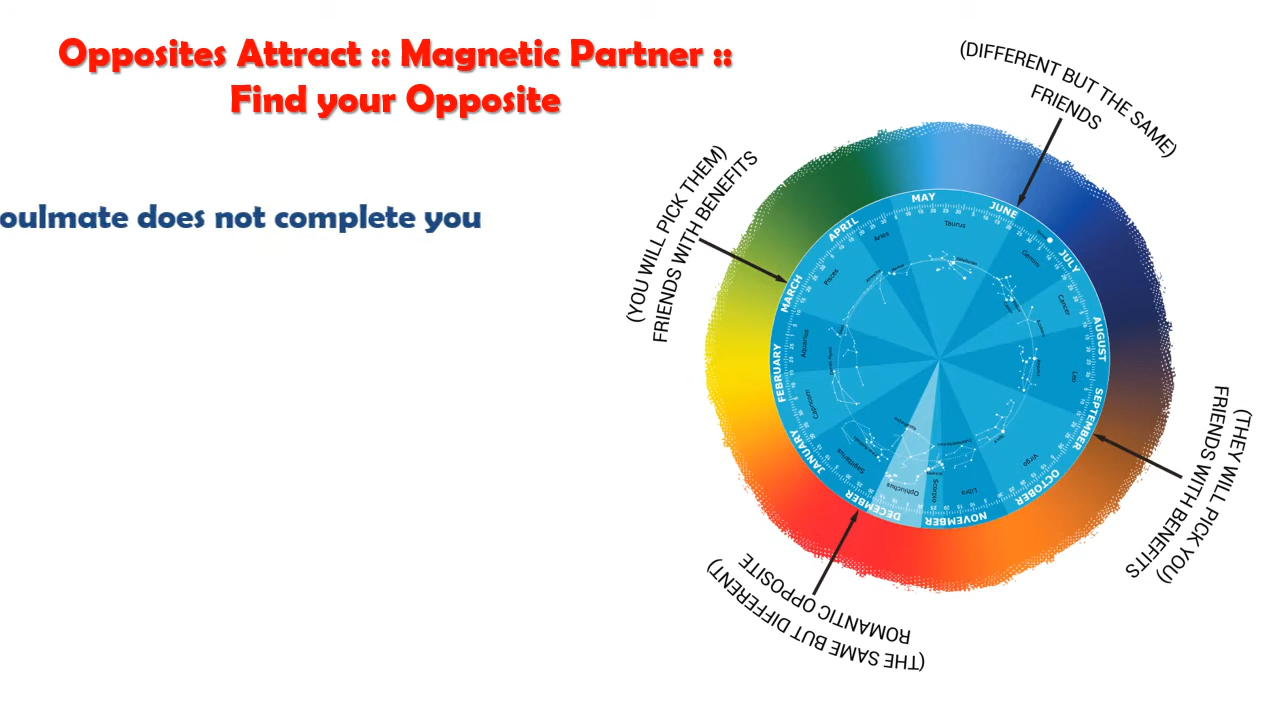 Opposites Attract :: Magnetic Partner ::
Find your Opposite
oulmate does not complete you
(DIFFERENT BUT THE SAME)
FRIENDS
(YOU WILL PICK THEM)
FRIENDS WITH BENEFITS
(THEY WILL PICK YOU)
FRIENDS WITH BENEFITS
ROMANTIC OPPOSITE
(THE SAME BUT DIFFERENT)
MAY
JUNE
JULY
AUGUST
SEPTEMBER
OCTOBER
NOVEMBER
DECEMBER
JANUARY
FEBRUARY
MARCH
APRIL
Taurus
Gemini
Cancer
Leo
Virgo
Libra
Scorpio
Ophiuchus
Sagittarius
Capricorn
Aquarius
Pisces
Aries